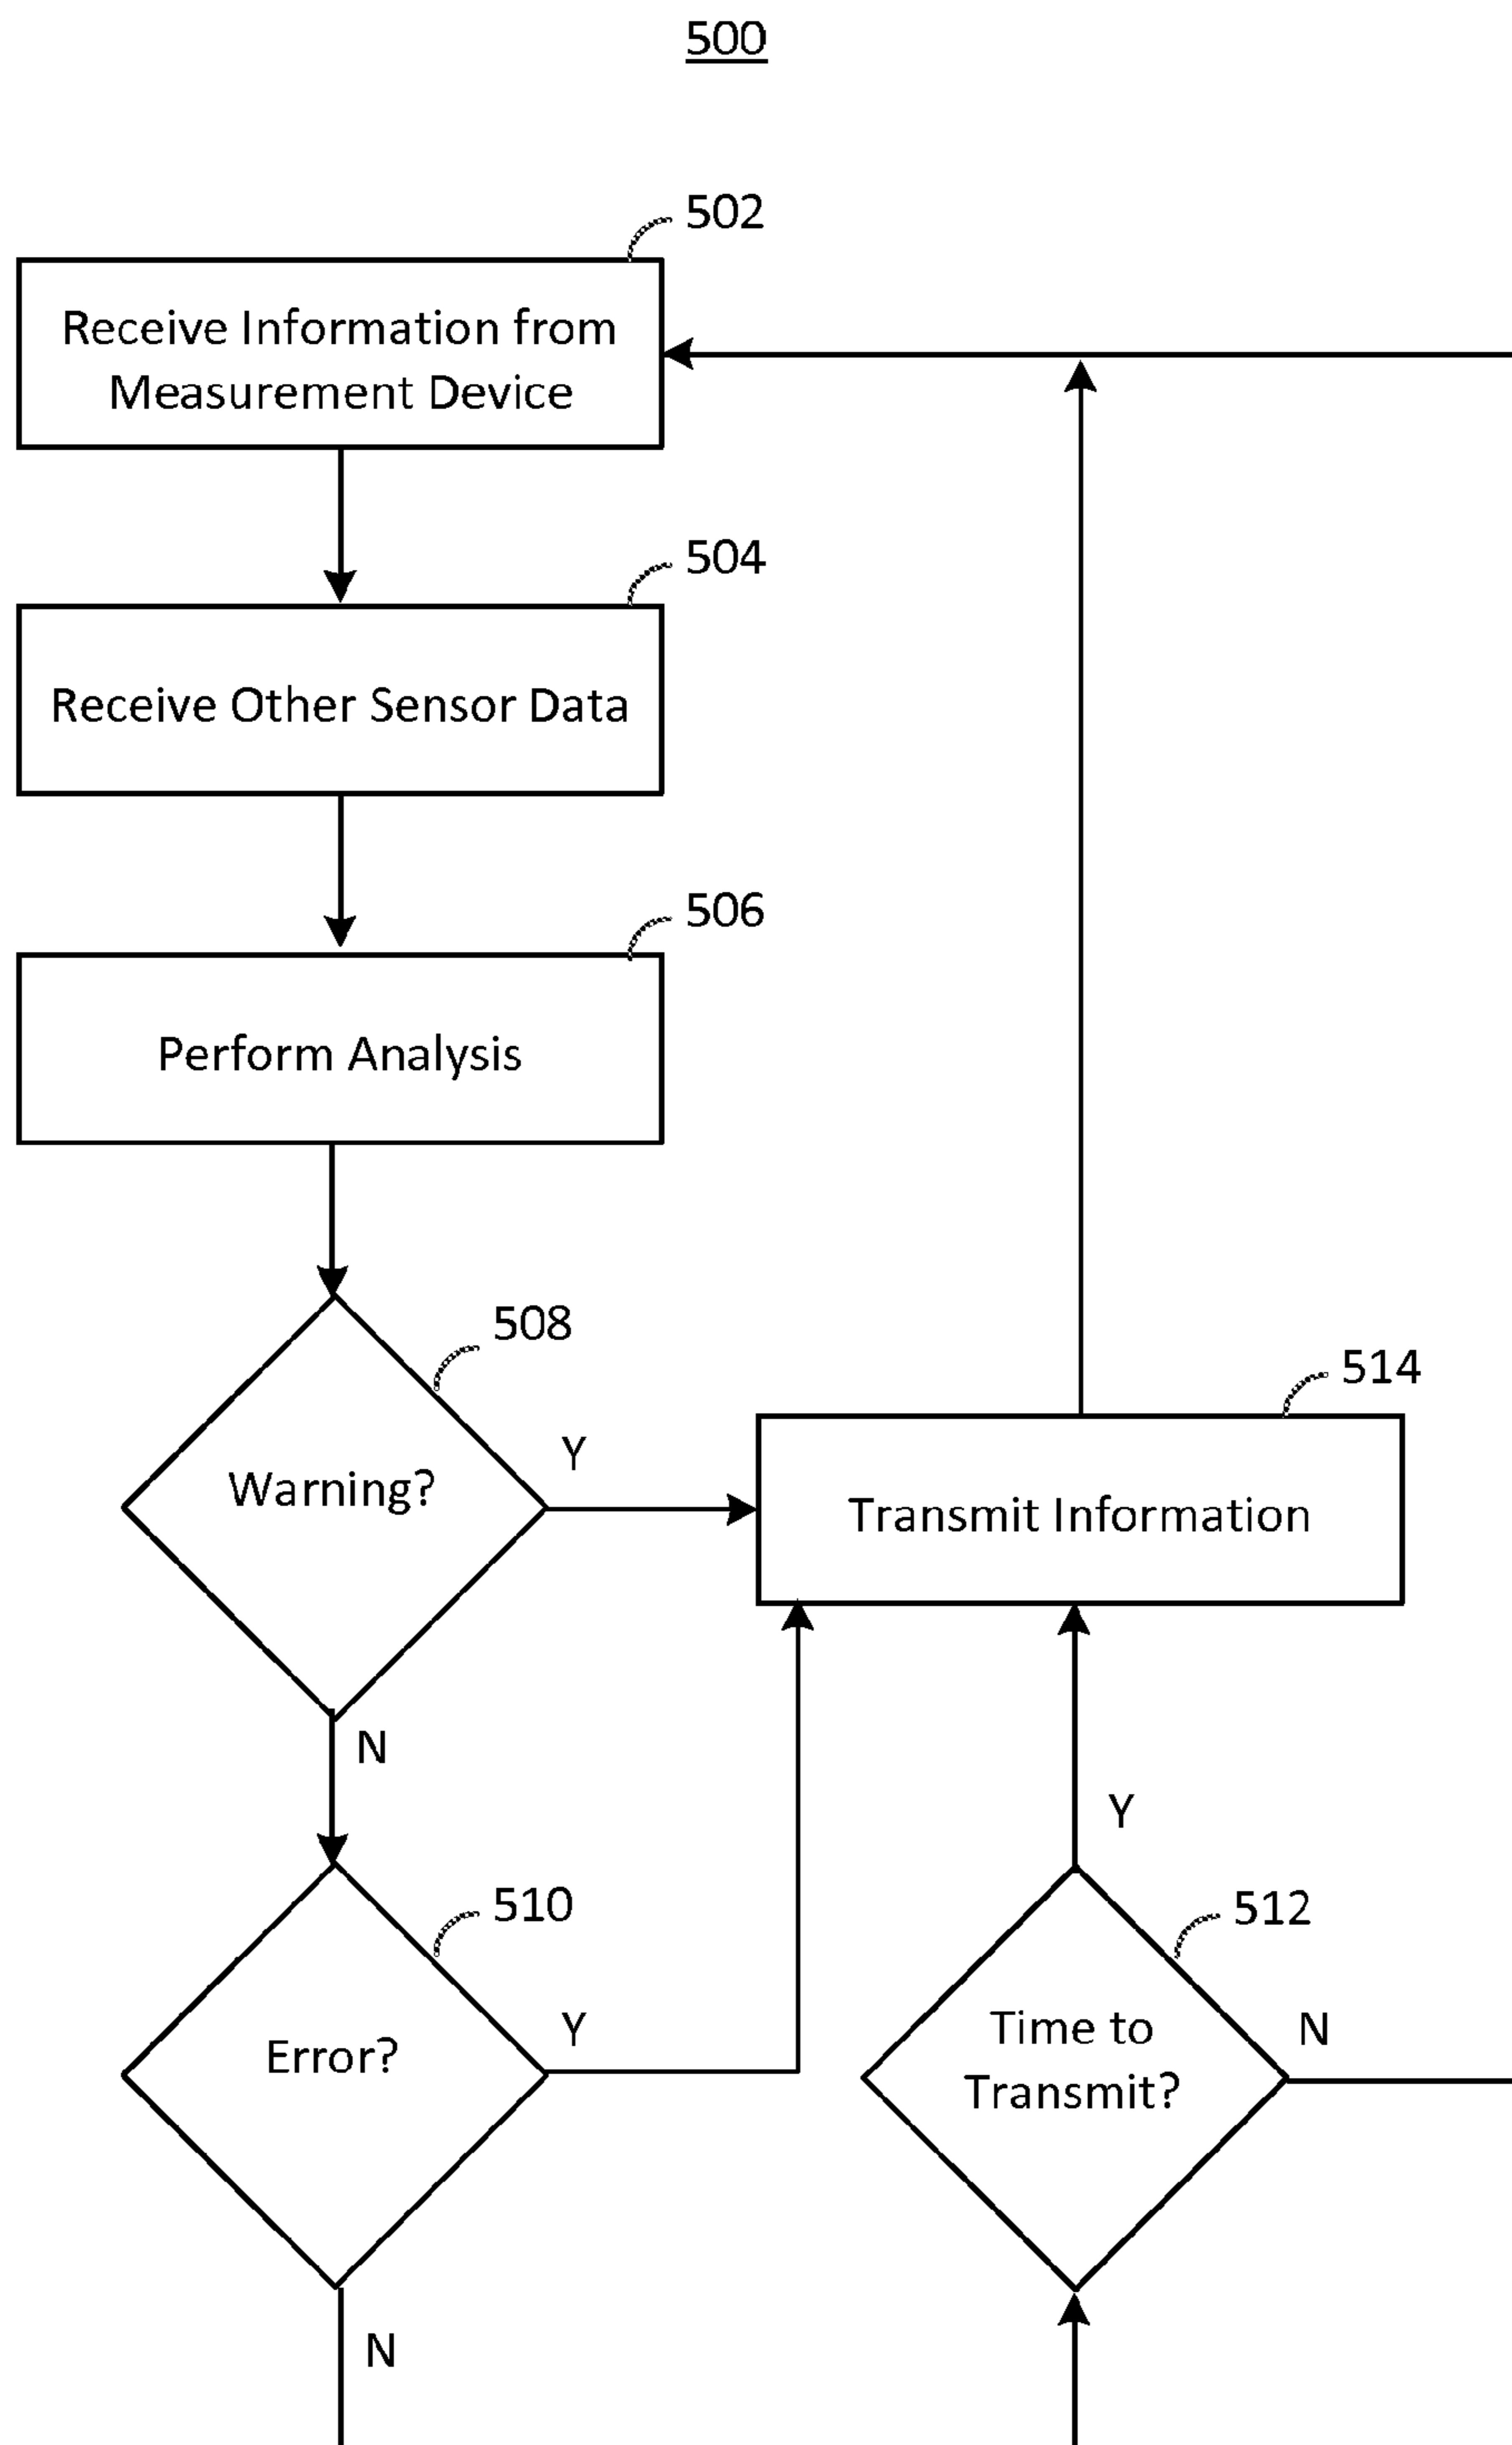 500
502
Receive Information from
Measurement Device
504
Receive Other Sensor Data
506
Perform Analysis
508
Warning?
Y
N
514
Transmit Information
510
Error?
Y
N
512
Time to
Transmit?
Y
N